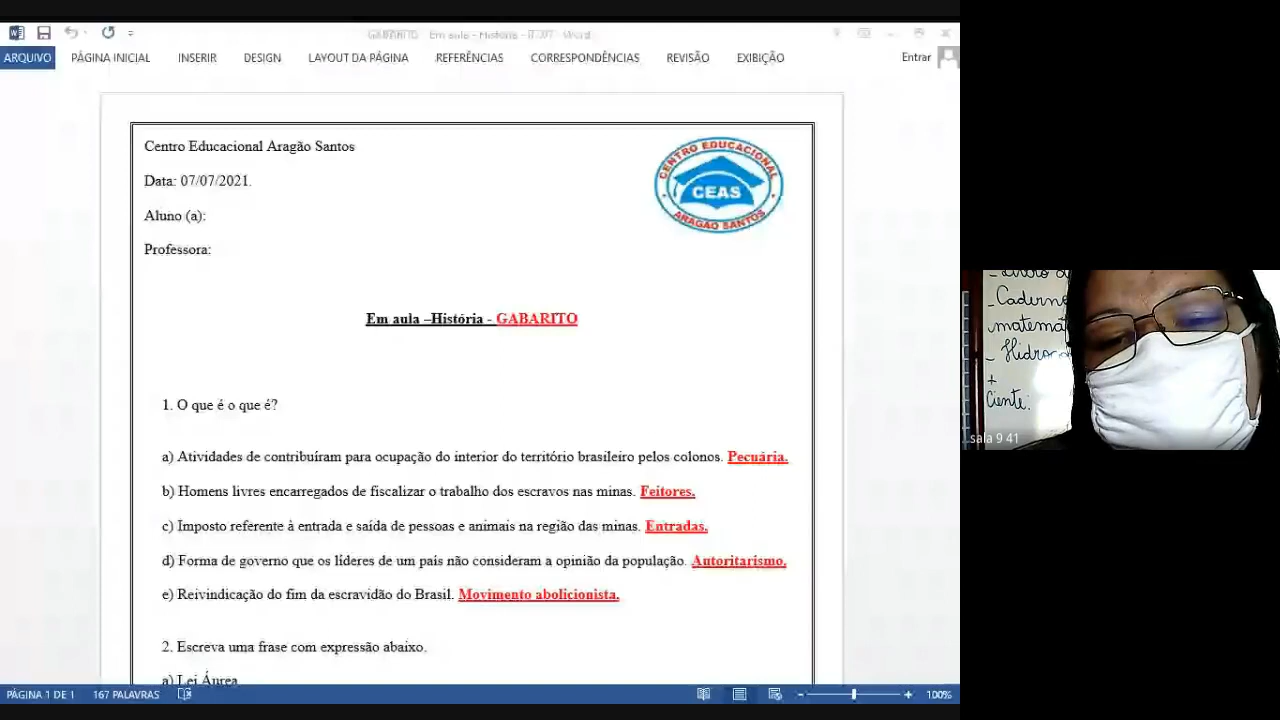 ARQUIVO PÁGINA INICIAL INSERIR DESIGN LAYOUT DA PÁGINA REFERÊNCIAS CORRESPONDÊNCIAS REVISÃO EXIBIÇÃO Entrar
Centro Educacional Aragão Santos
Data: 07/07/2021.
Aluno (a):
Professora:
CENTRO EDUCACIONAL
CEAS
ARAGÃO SANTOS
Em aula –História - GABARITO
1. O que é o que é?
a) Atividades de contribuíram para ocupação do interior do território brasileiro pelos colonos. Pecuária.
b) Homens livres encarregados de fiscalizar o trabalho dos escravos nas minas. Feitores.
c) Imposto referente à entrada e saída de pessoas e animais na região das minas. Entradas.
d) Forma de governo que os líderes de um país não consideram a opinião da população. Autoritarismo.
e) Reivindicação do fim da escravidão do Brasil. Movimento abolicionista.
2. Escreva uma frase com expressão abaixo.
a) Lei Áurea
PÁGINA 1 DE 1 167 PALAVRAS 100%
- Caderno
matemá
- Hidro
+
Ciente:
sala 9 41